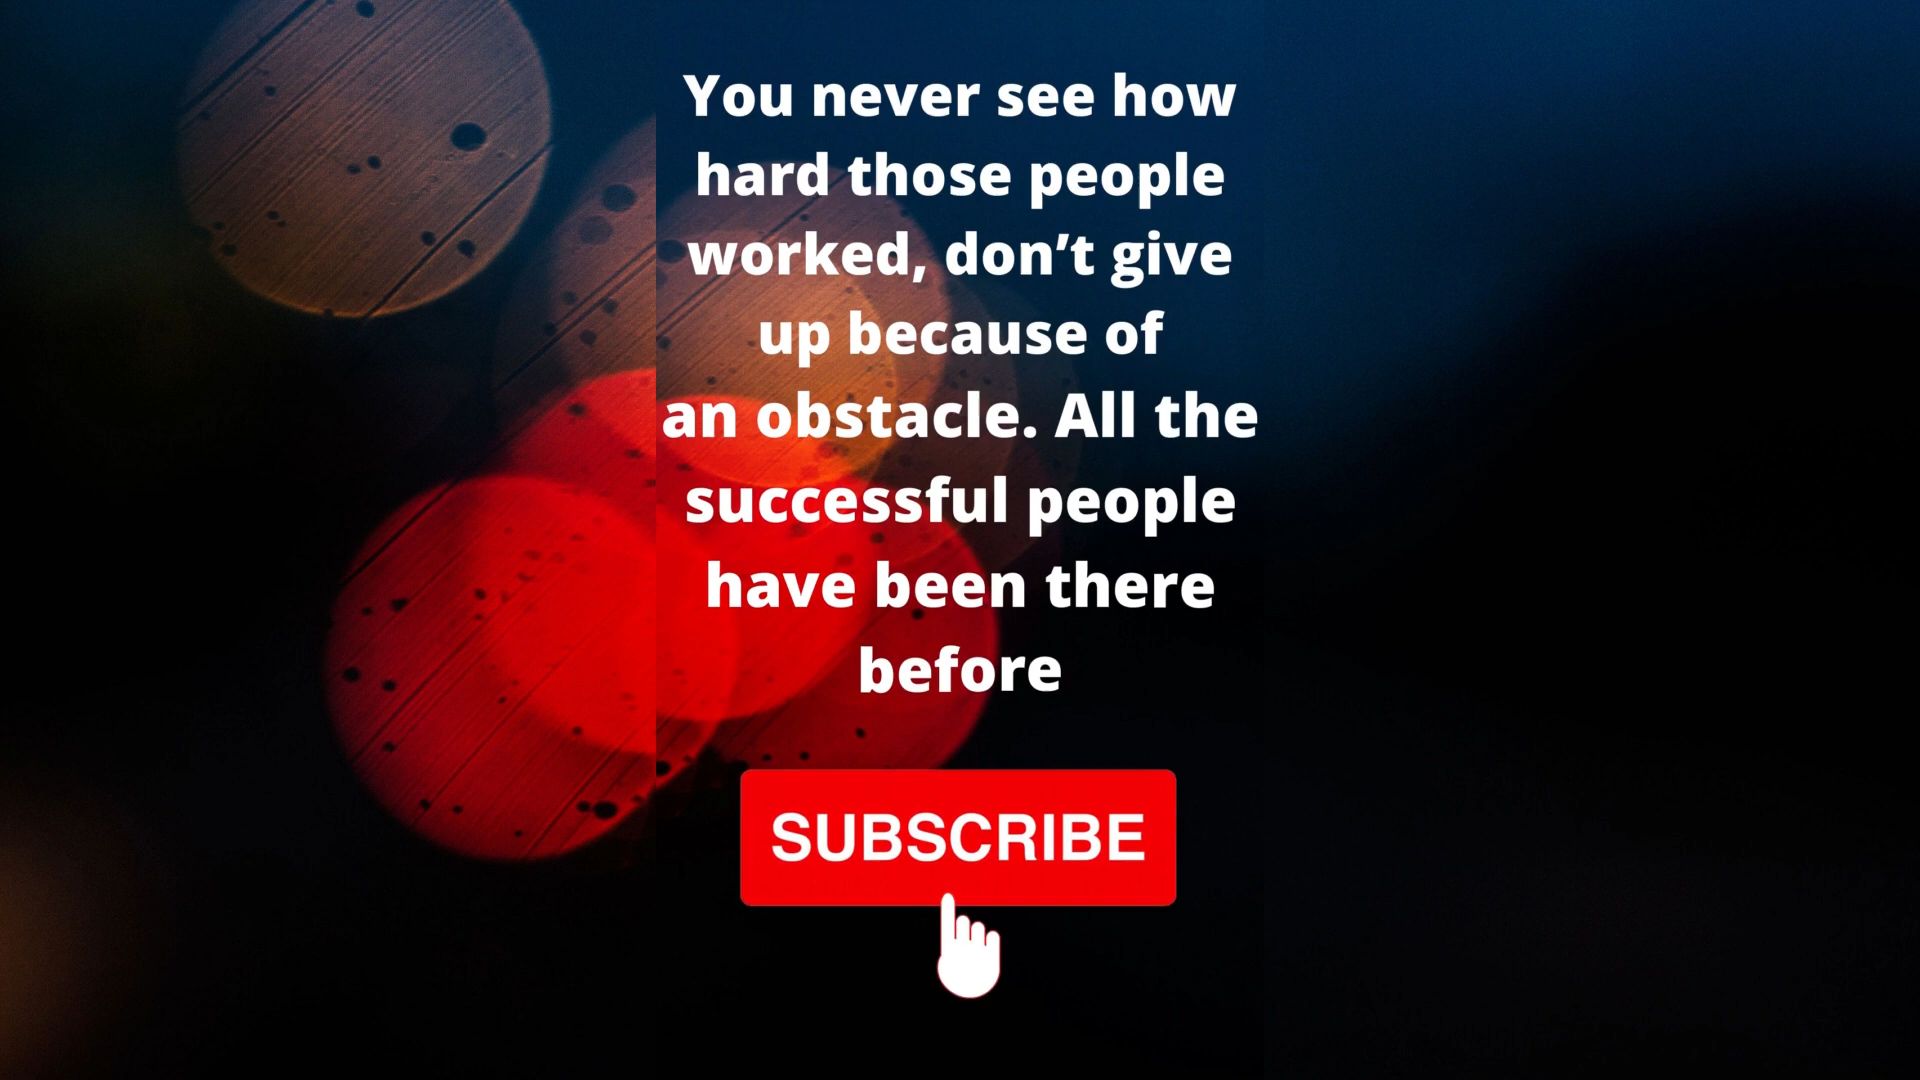 You never see how
hard those people
worked, don’t give
up because of
an obstacle. All the
successful people
have been there
before
SUBSCRIBE